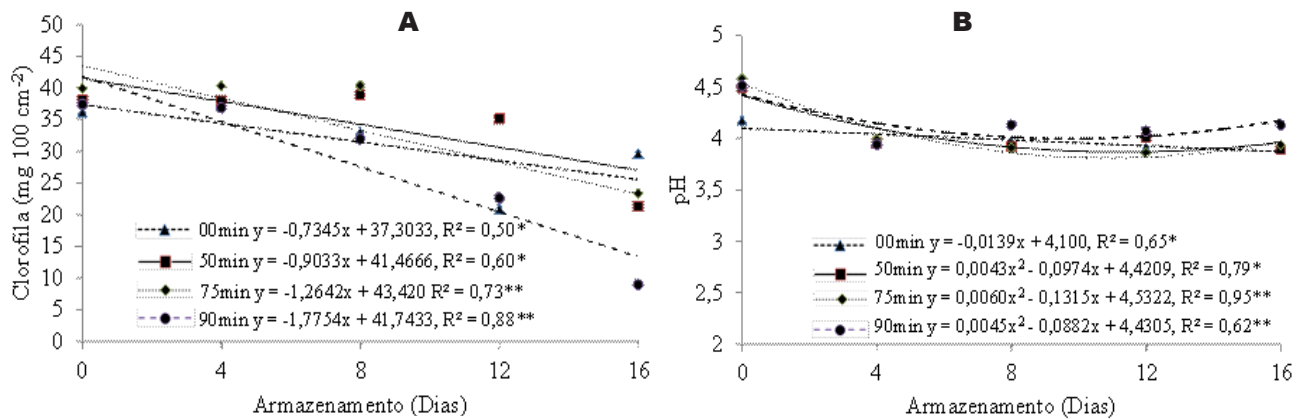 A
Clorofila (mg 100 cm⁻²)
50
45
40
35
30
25
20
15
10
5
0
00min y = -0,7345x + 37,3033, R² = 0,50*
50min y = -0,9033x + 41,4666, R² = 0,60*
75min y = -1,2642x + 43,420 R² = 0,73**
90min y = -1,7754x + 41,7433, R² = 0,88**
0 4 8 12 16
Armazenamento (Dias)
B
pH
5
4,5
4
3,5
3
2,5
2
00min y = -0,0139x + 4,100, R² = 0,65*
50min y = 0,0043x² - 0,0974x + 4,4209, R² = 0,79*
75min y = 0,0060x² - 0,1315x + 4,5322, R² = 0,95**
90min y = 0,0045x² - 0,0882x + 4,4305, R² = 0,62**
0 4 8 12 16
Armazenamento (Dias)